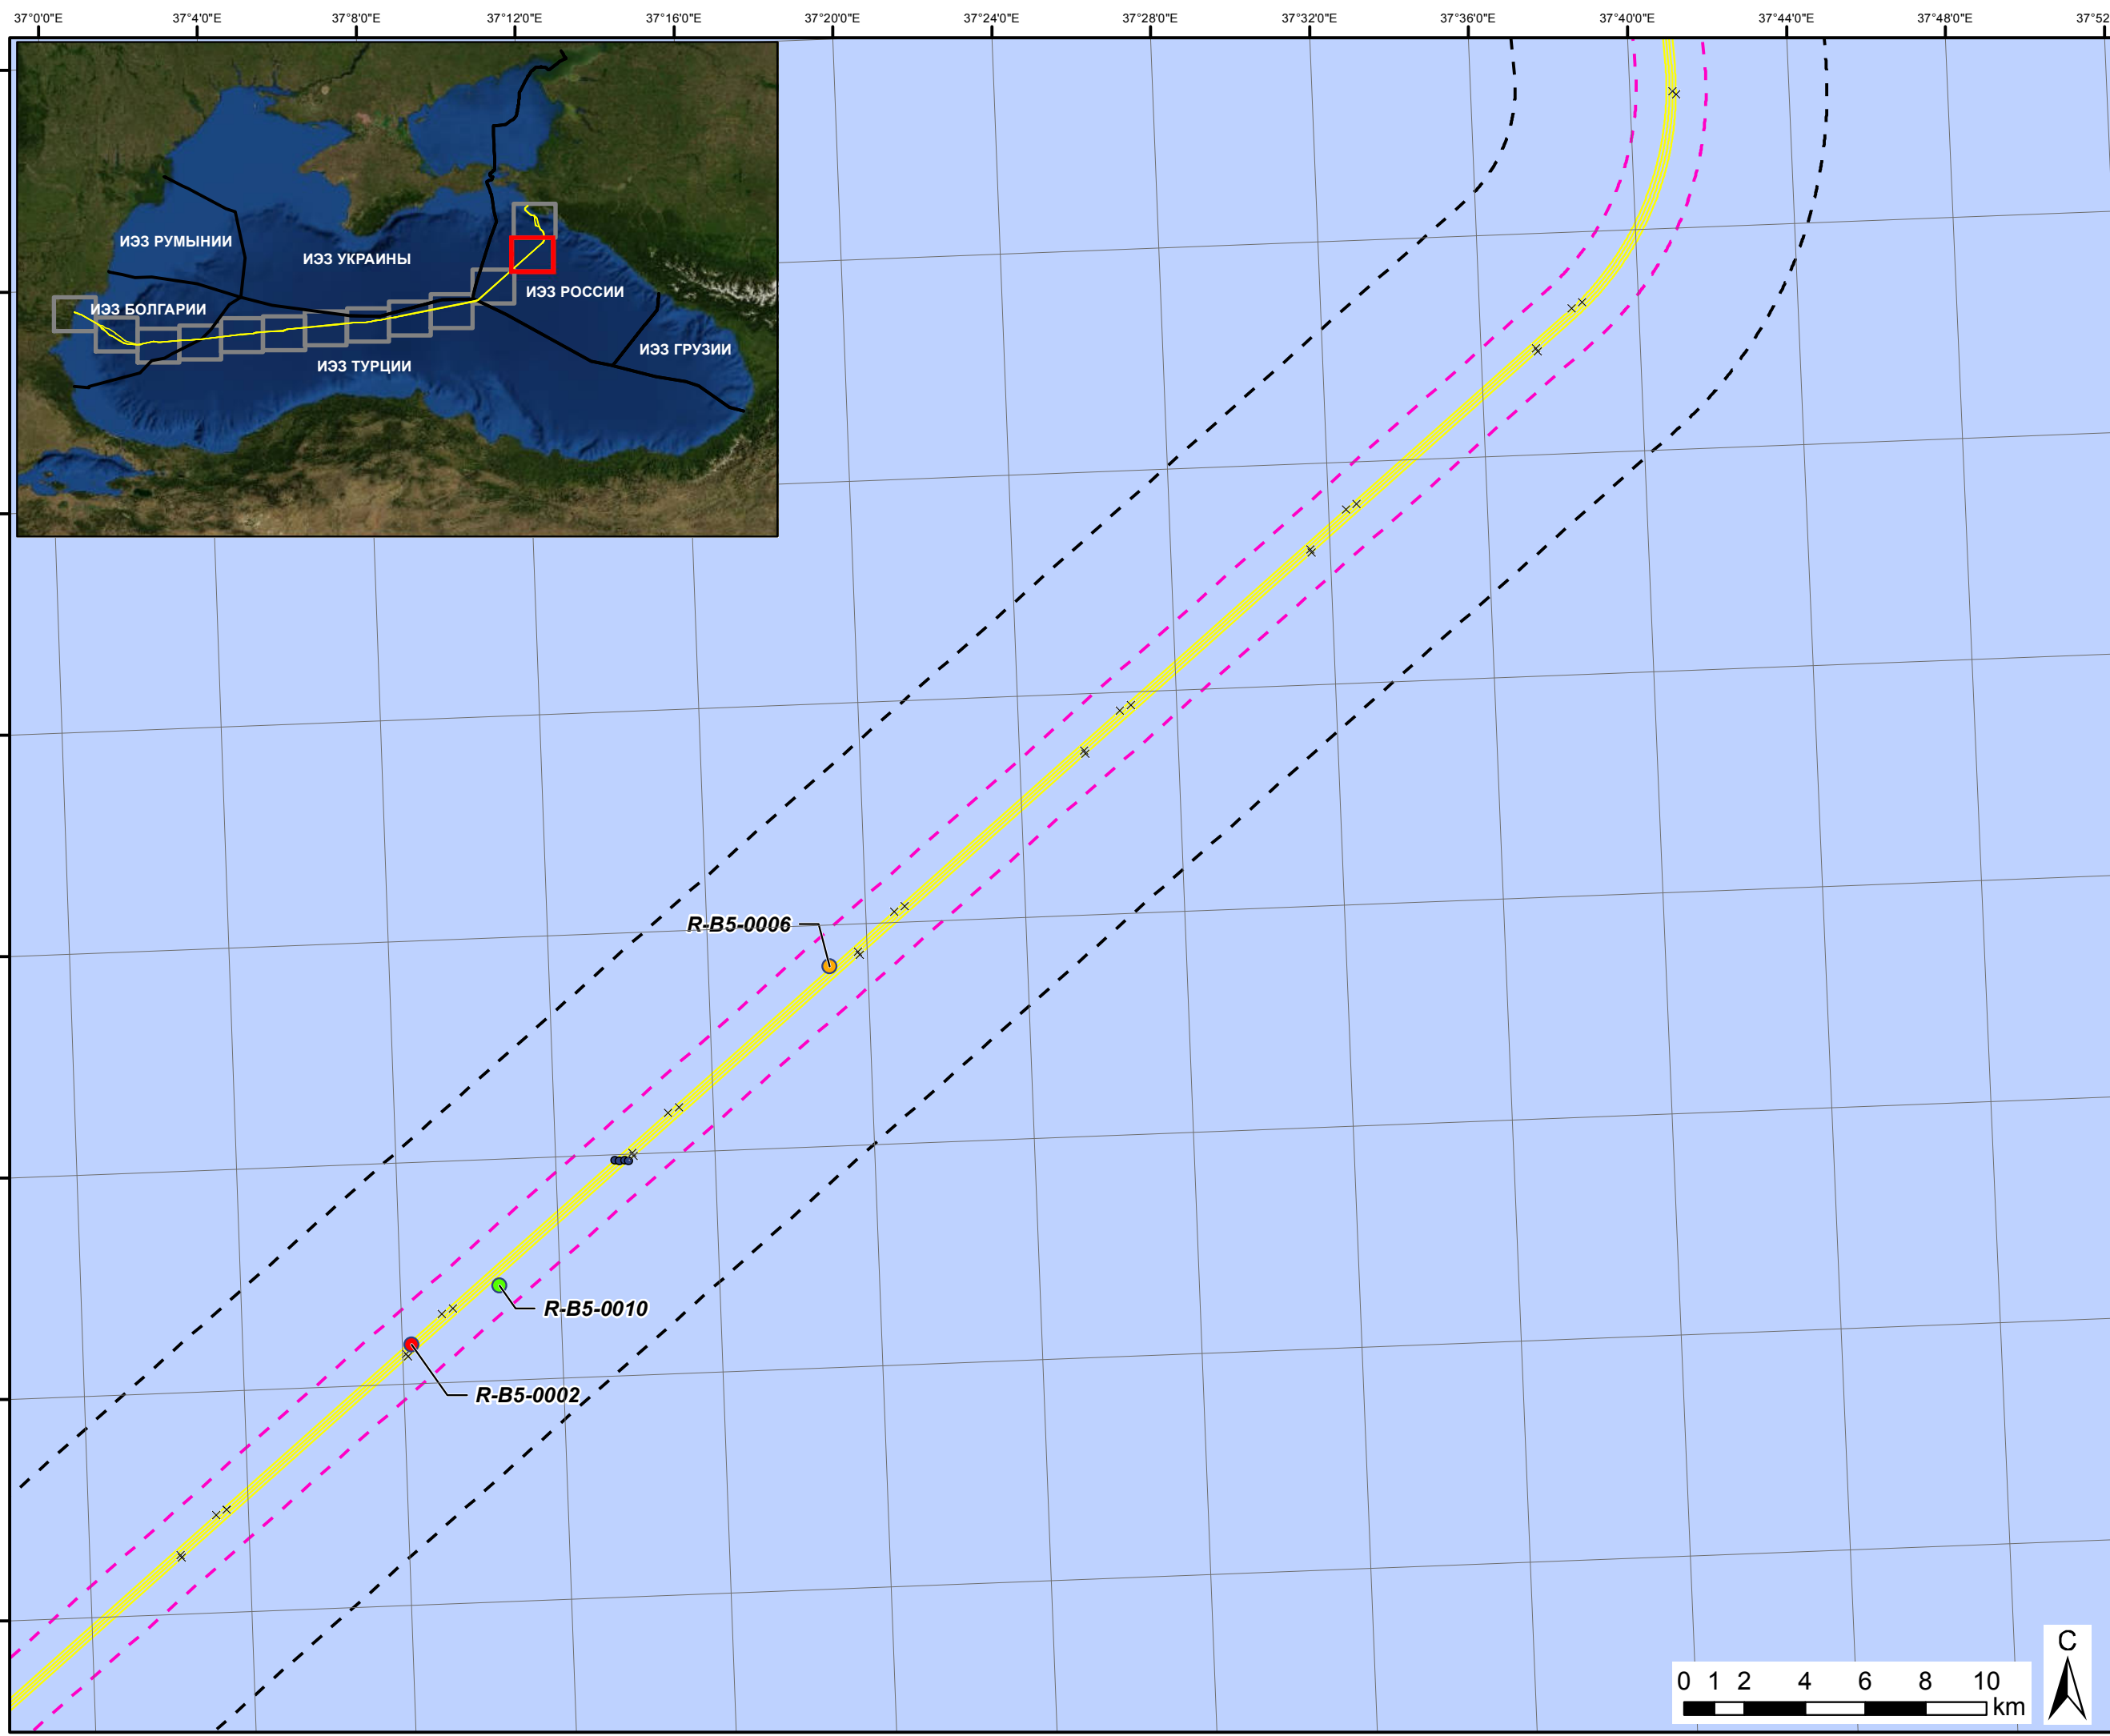 37°0'0"E 37°4'0"E 37°8'0"E 37°12'0"E 37°16'0"E 37°20'0"E 37°24'0"E 37°28'0"E 37°32'0"E 37°36'0"E 37°40'0"E 37°44'0"E 37°48'0"E 37°52
ИЭЗ РУМЫНИИ
ИЭЗ УКРАИНЫ
ИЭЗ РОССИИ
ИЭЗ БОЛГАРИИ
ИЭЗ ГРУЗИИ
ИЭЗ ТУРЦИИ
R-B5-0006
R-B5-0010
R-B5-0002
С
0 1 2 4 6 8 10
km